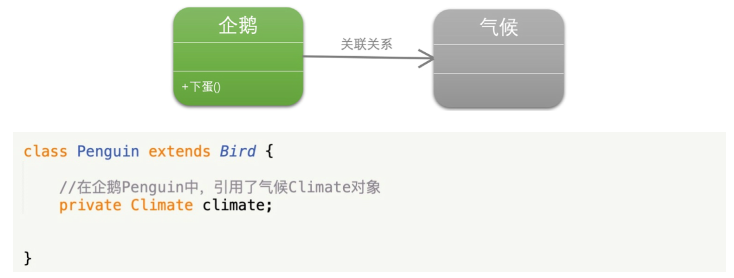 企鹅
气候
关联关系
+下蛋()
class Penguin extends Bird {
//在企鹅Penguin中，引用了气候Climate对象
private Climate climate;
}